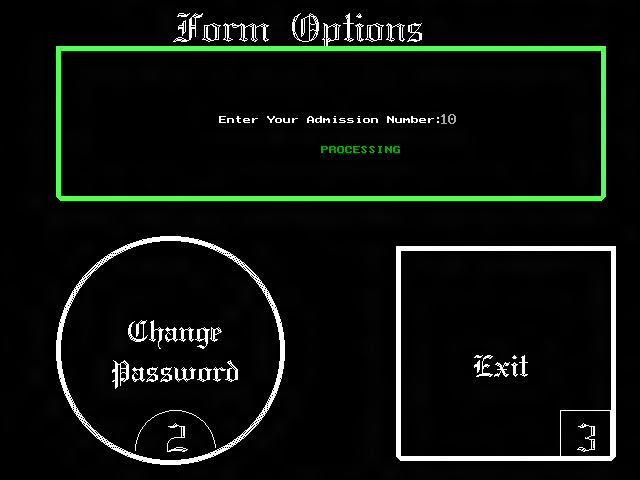 Form Options
Enter Your Admission Number:10
PROCESSING
Change
Password
2
Exit
3